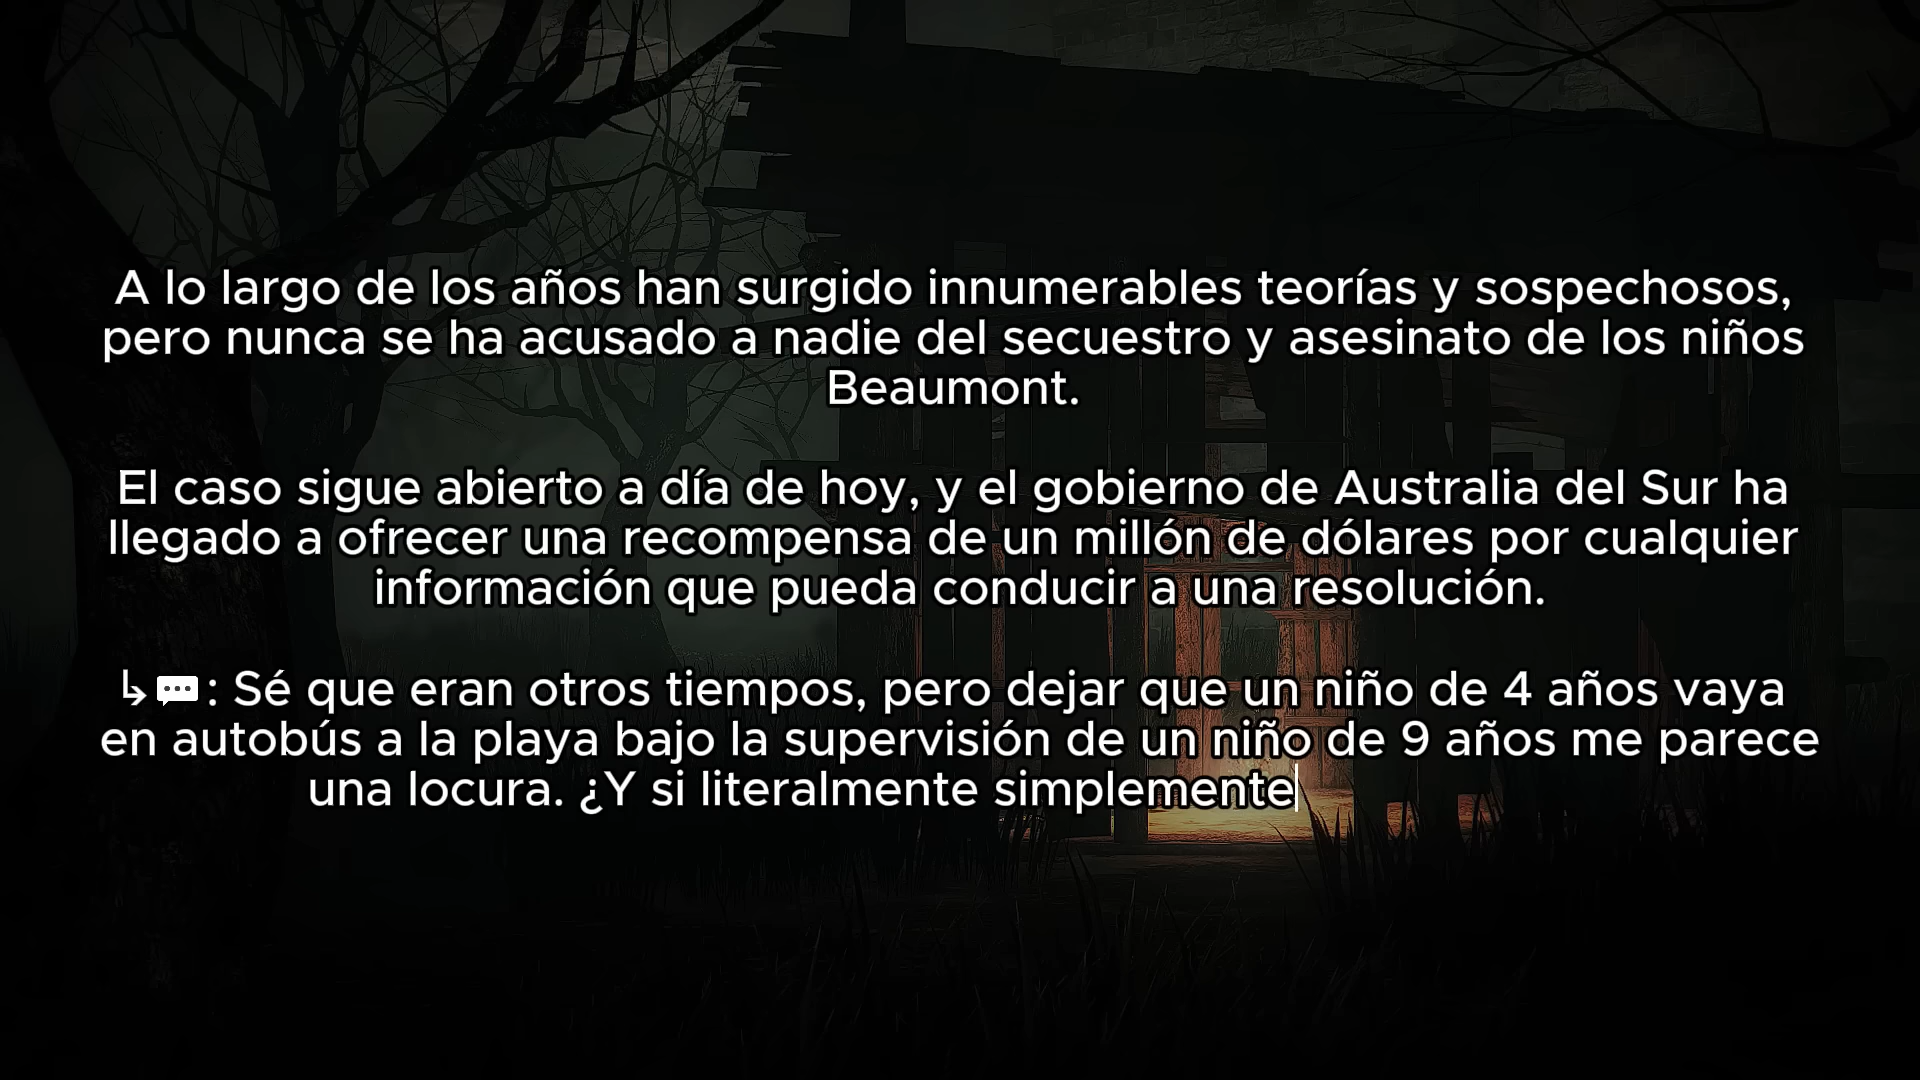 A lo largo de los años han surgido innumerables teorías y sospechosos,
pero nunca se ha acusado a nadie del secuestro y asesinato de los niños
Beaumont.
El caso sigue abierto a día de hoy, y el gobierno de Australia del Sur ha
llegado a ofrecer una recompensa de un millón de dólares por cualquier
información que pueda conducir a una resolución.
↳💬: Sé que eran otros tiempos, pero dejar que un niño de 4 años vaya
en autobús a la playa bajo la supervisión de un niño de 9 años me parece
una locura. ¿Y si literalmente simplemente